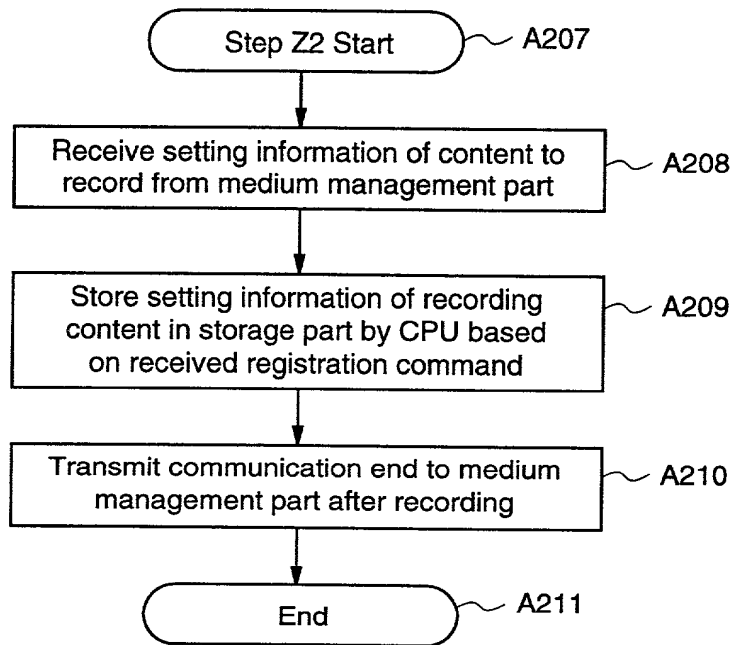 Step Z2 Start
A207
Receive setting information of content to
record from medium management part
A208
Store setting information of recording
content in storage part by CPU based
on received registration command
A209
Transmit communication end to medium
management part after recording
A210
End
A211